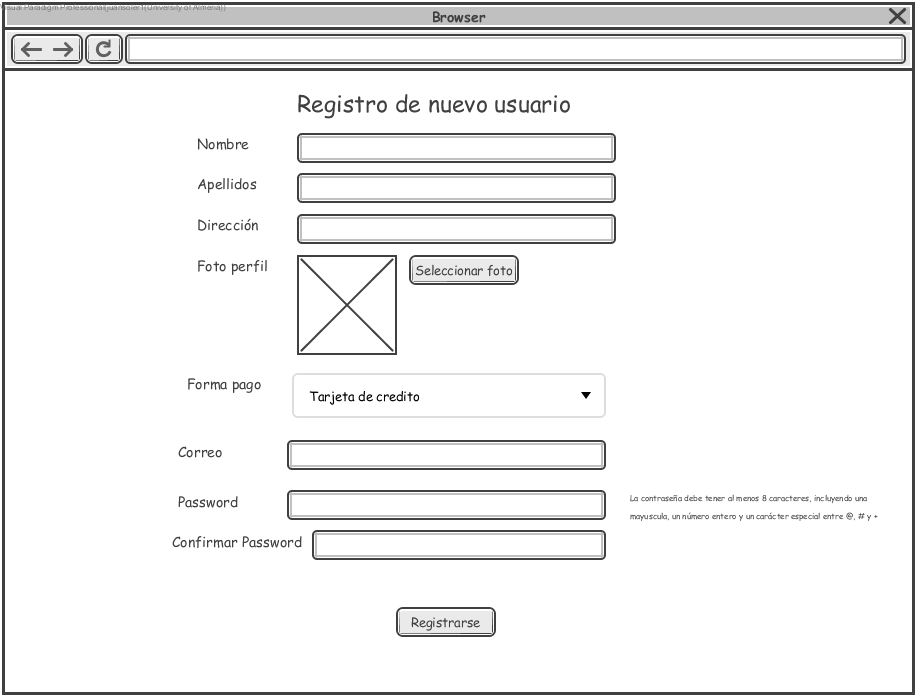 Visual Paradigm Professional(juansoler1(University of Almeria))
Browser
Registro de nuevo usuario
Nombre
Apellidos
Dirección
Foto perfil
Seleccionar foto
Forma pago
Tarjeta de credito
Correo
Password
La contraseña debe tener al menos 8 caracteres, incluyendo una
mayuscula, un número entero y un carácter especial entre @, # y +
Confirmar Password
Registrarse